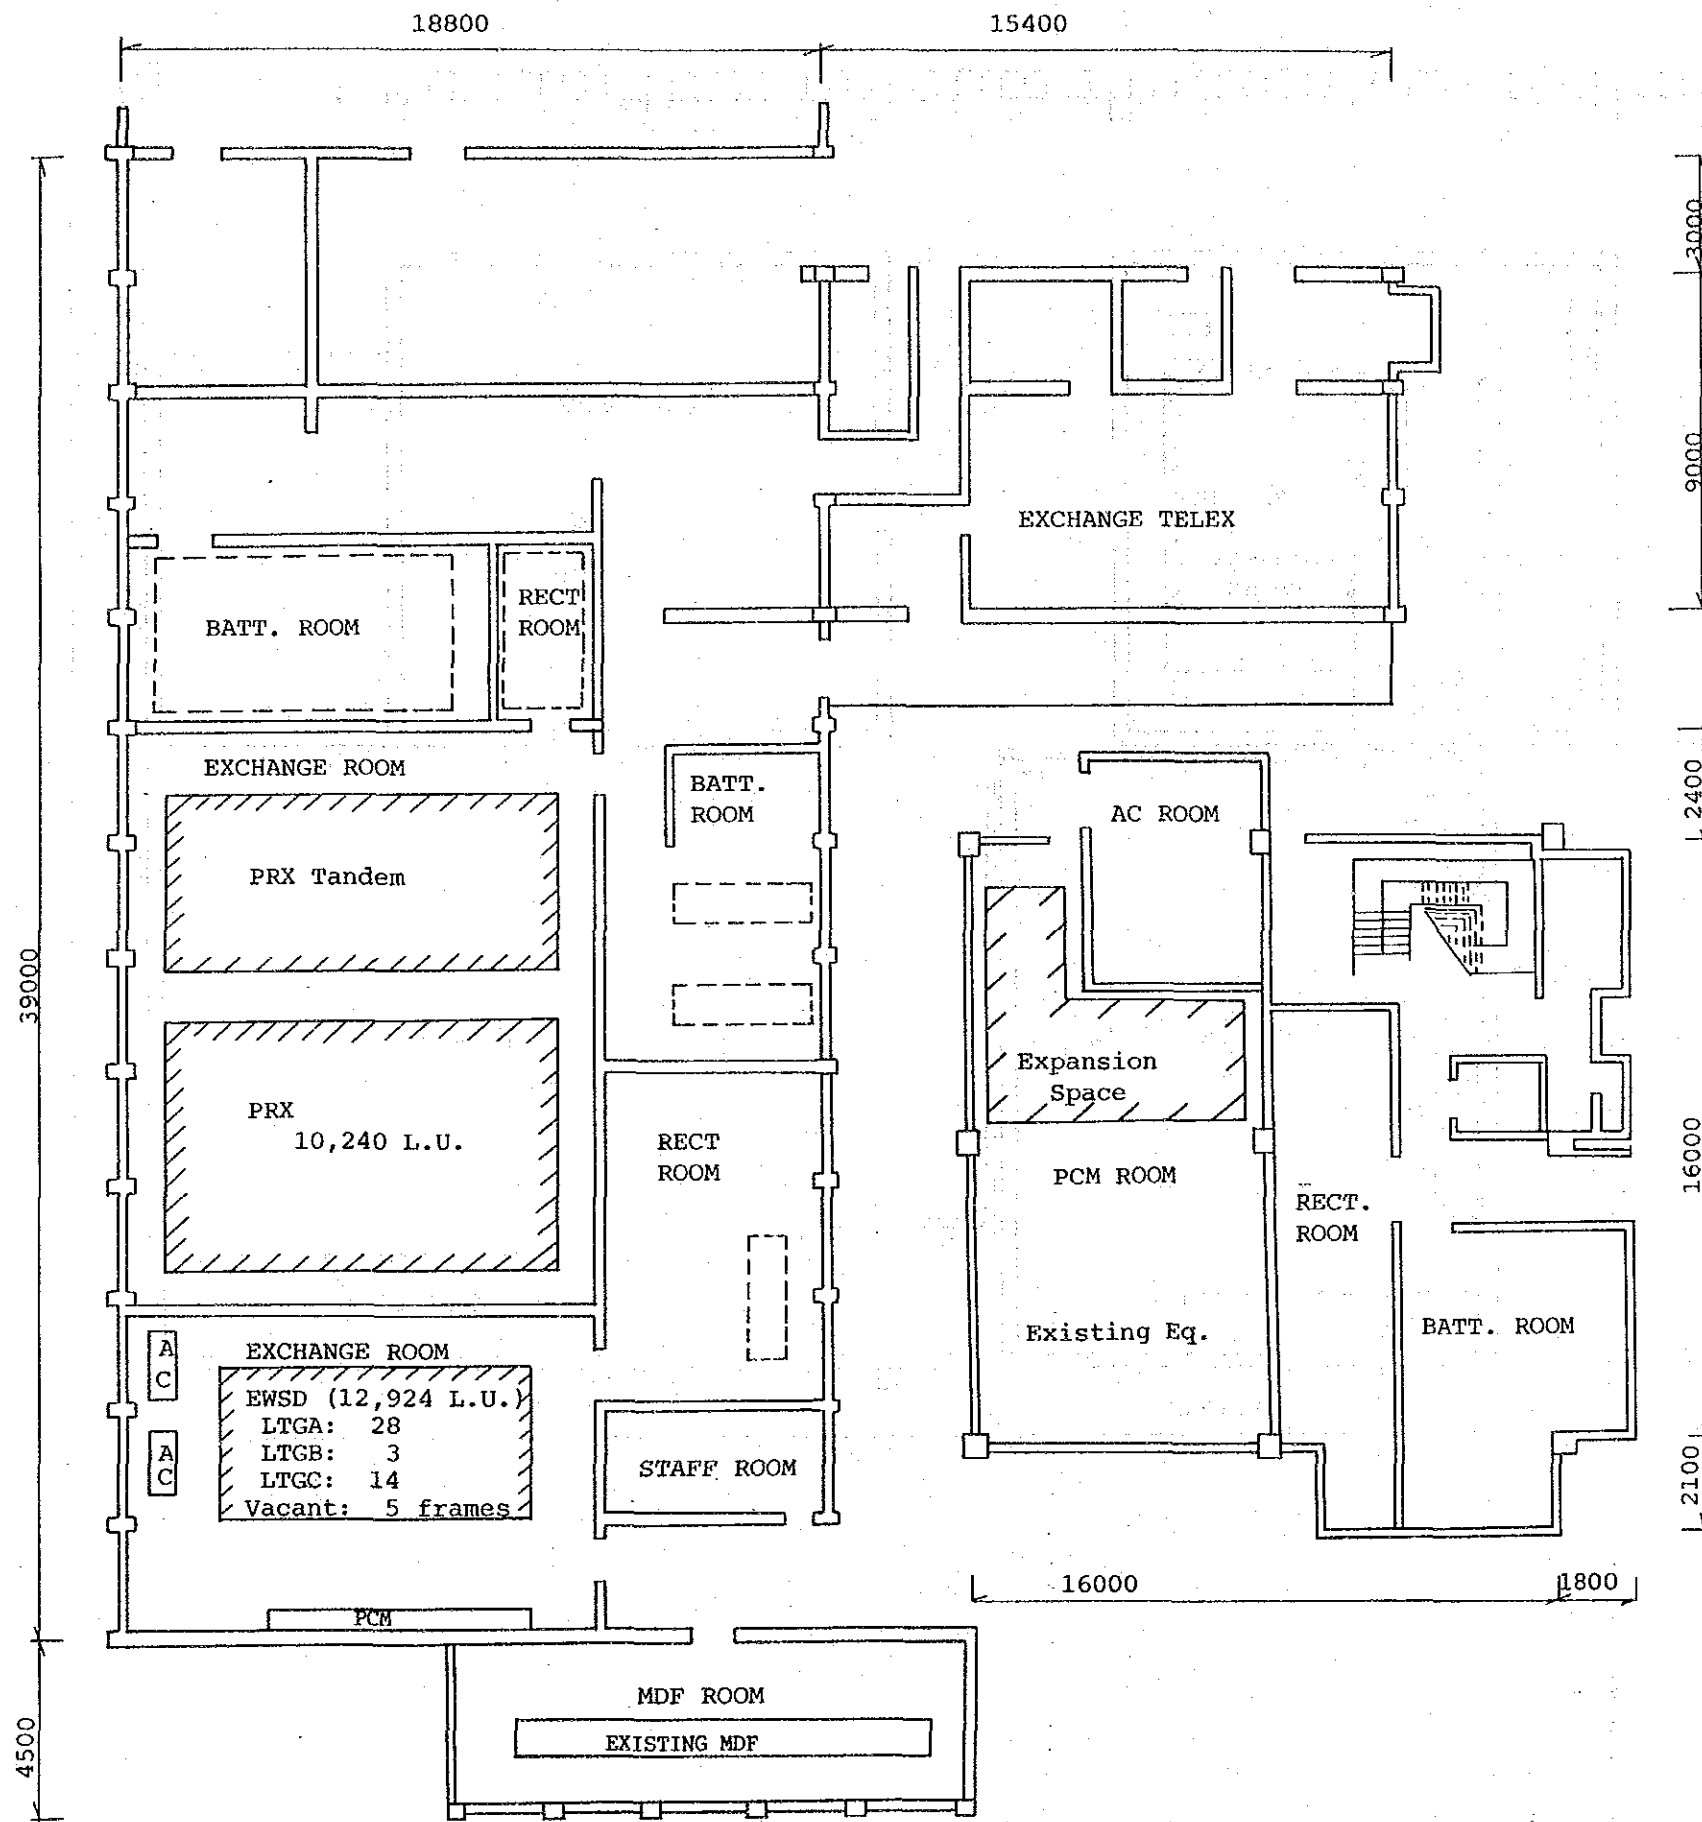 18800
15400
3000
9000
EXCHANGE TELEX
RECT
ROOM
BATT. ROOM
EXCHANGE ROOM
BATT.
ROOM
2400
AC ROOM
PRX Tandem
39000
Expansion
Space
PRX
10,240 L.U.
RECT
ROOM
PCM ROOM
16000
RECT.
ROOM
Existing Eq.
BATT. ROOM
A
C
EXCHANGE ROOM
EWSD (12,924 L.U.)
LTGA: 28
LTGB: 3
LTGC: 14
Vacant: 5 frames
A
C
STAFF ROOM
2100
16000
1800
PCM
MDF ROOM
EXISTING MDF
4500